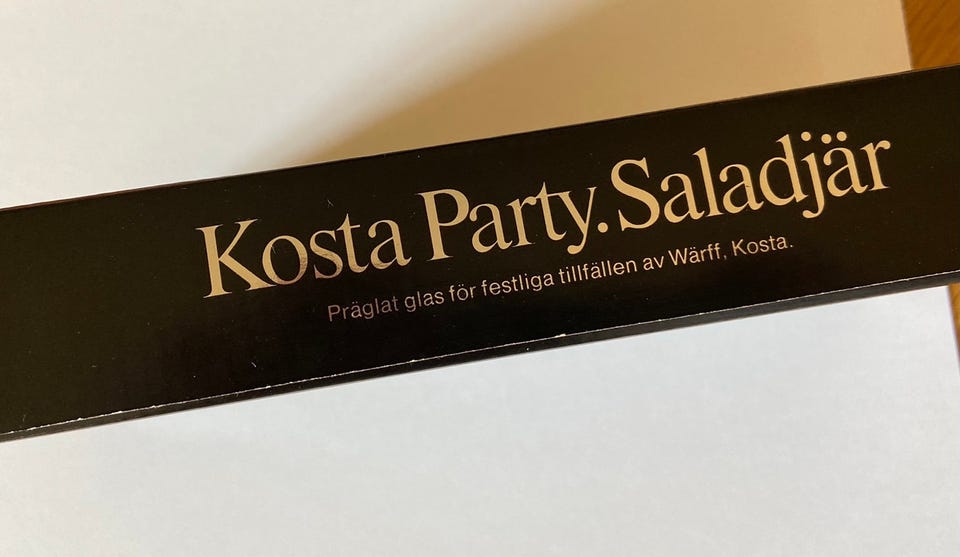 Kosta Party. Saladjär
Präglat glas för festliga tillfällen av Wärff, Kosta.